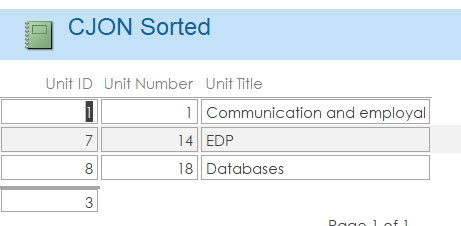 CJON Sorted
Unit ID Unit Number Unit Title
1 1 Communication and employal
7 14 EDP
8 18 Databases
3
Page 1 of 1